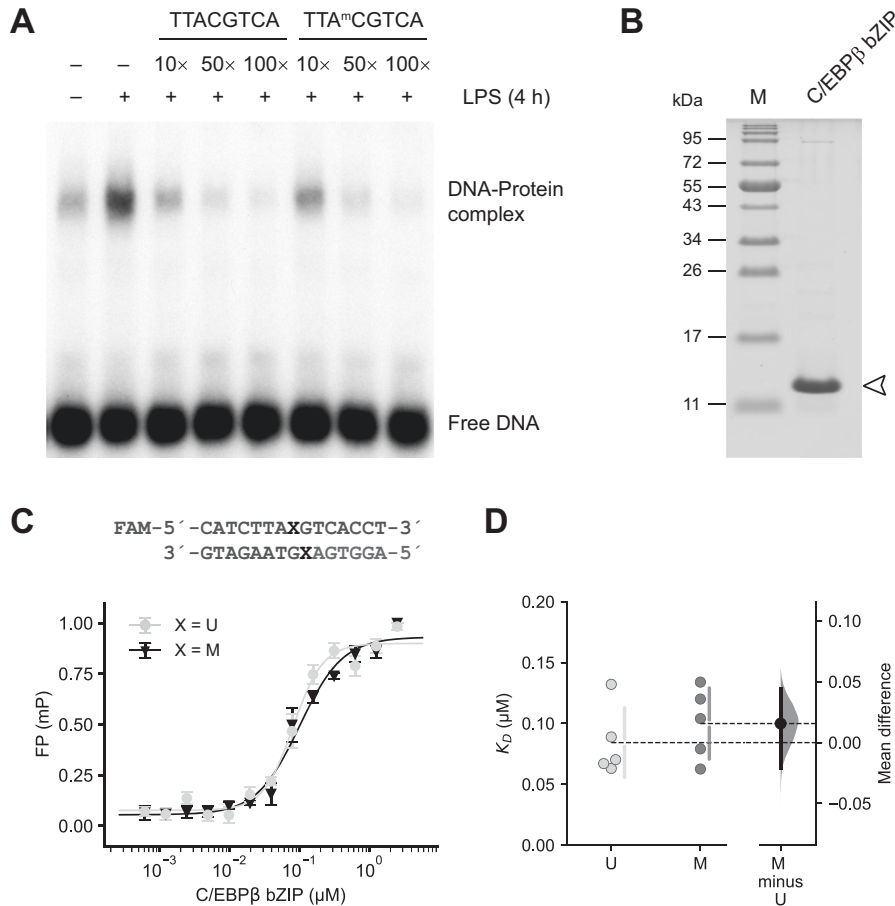 A
TTACGTCA TTAᵐCGTCA
– – 10× 50× 100× 10× 50× 100×
– + + + + + + + LPS (4 h)
DNA-Protein
complex
Free DNA
B
kDa M C/EBPβ bZIP
95
72
55
43
34
26
17
11
C
FAM-5´-CATCTTAXGTCACCT-3´
3´-GTAGAATGXAGTGGA-5´
X = U
X = M
FP (mP)
1.00
0.75
0.50
0.25
0.00
10⁻³ 10⁻² 10⁻¹ 10⁰
C/EBPβ bZIP (μM)
D
K_D (μM)
0.20
0.15
0.10
0.05
0.00
0.10
0.05
0.00
−0.05
Mean difference
U M M
minus
U